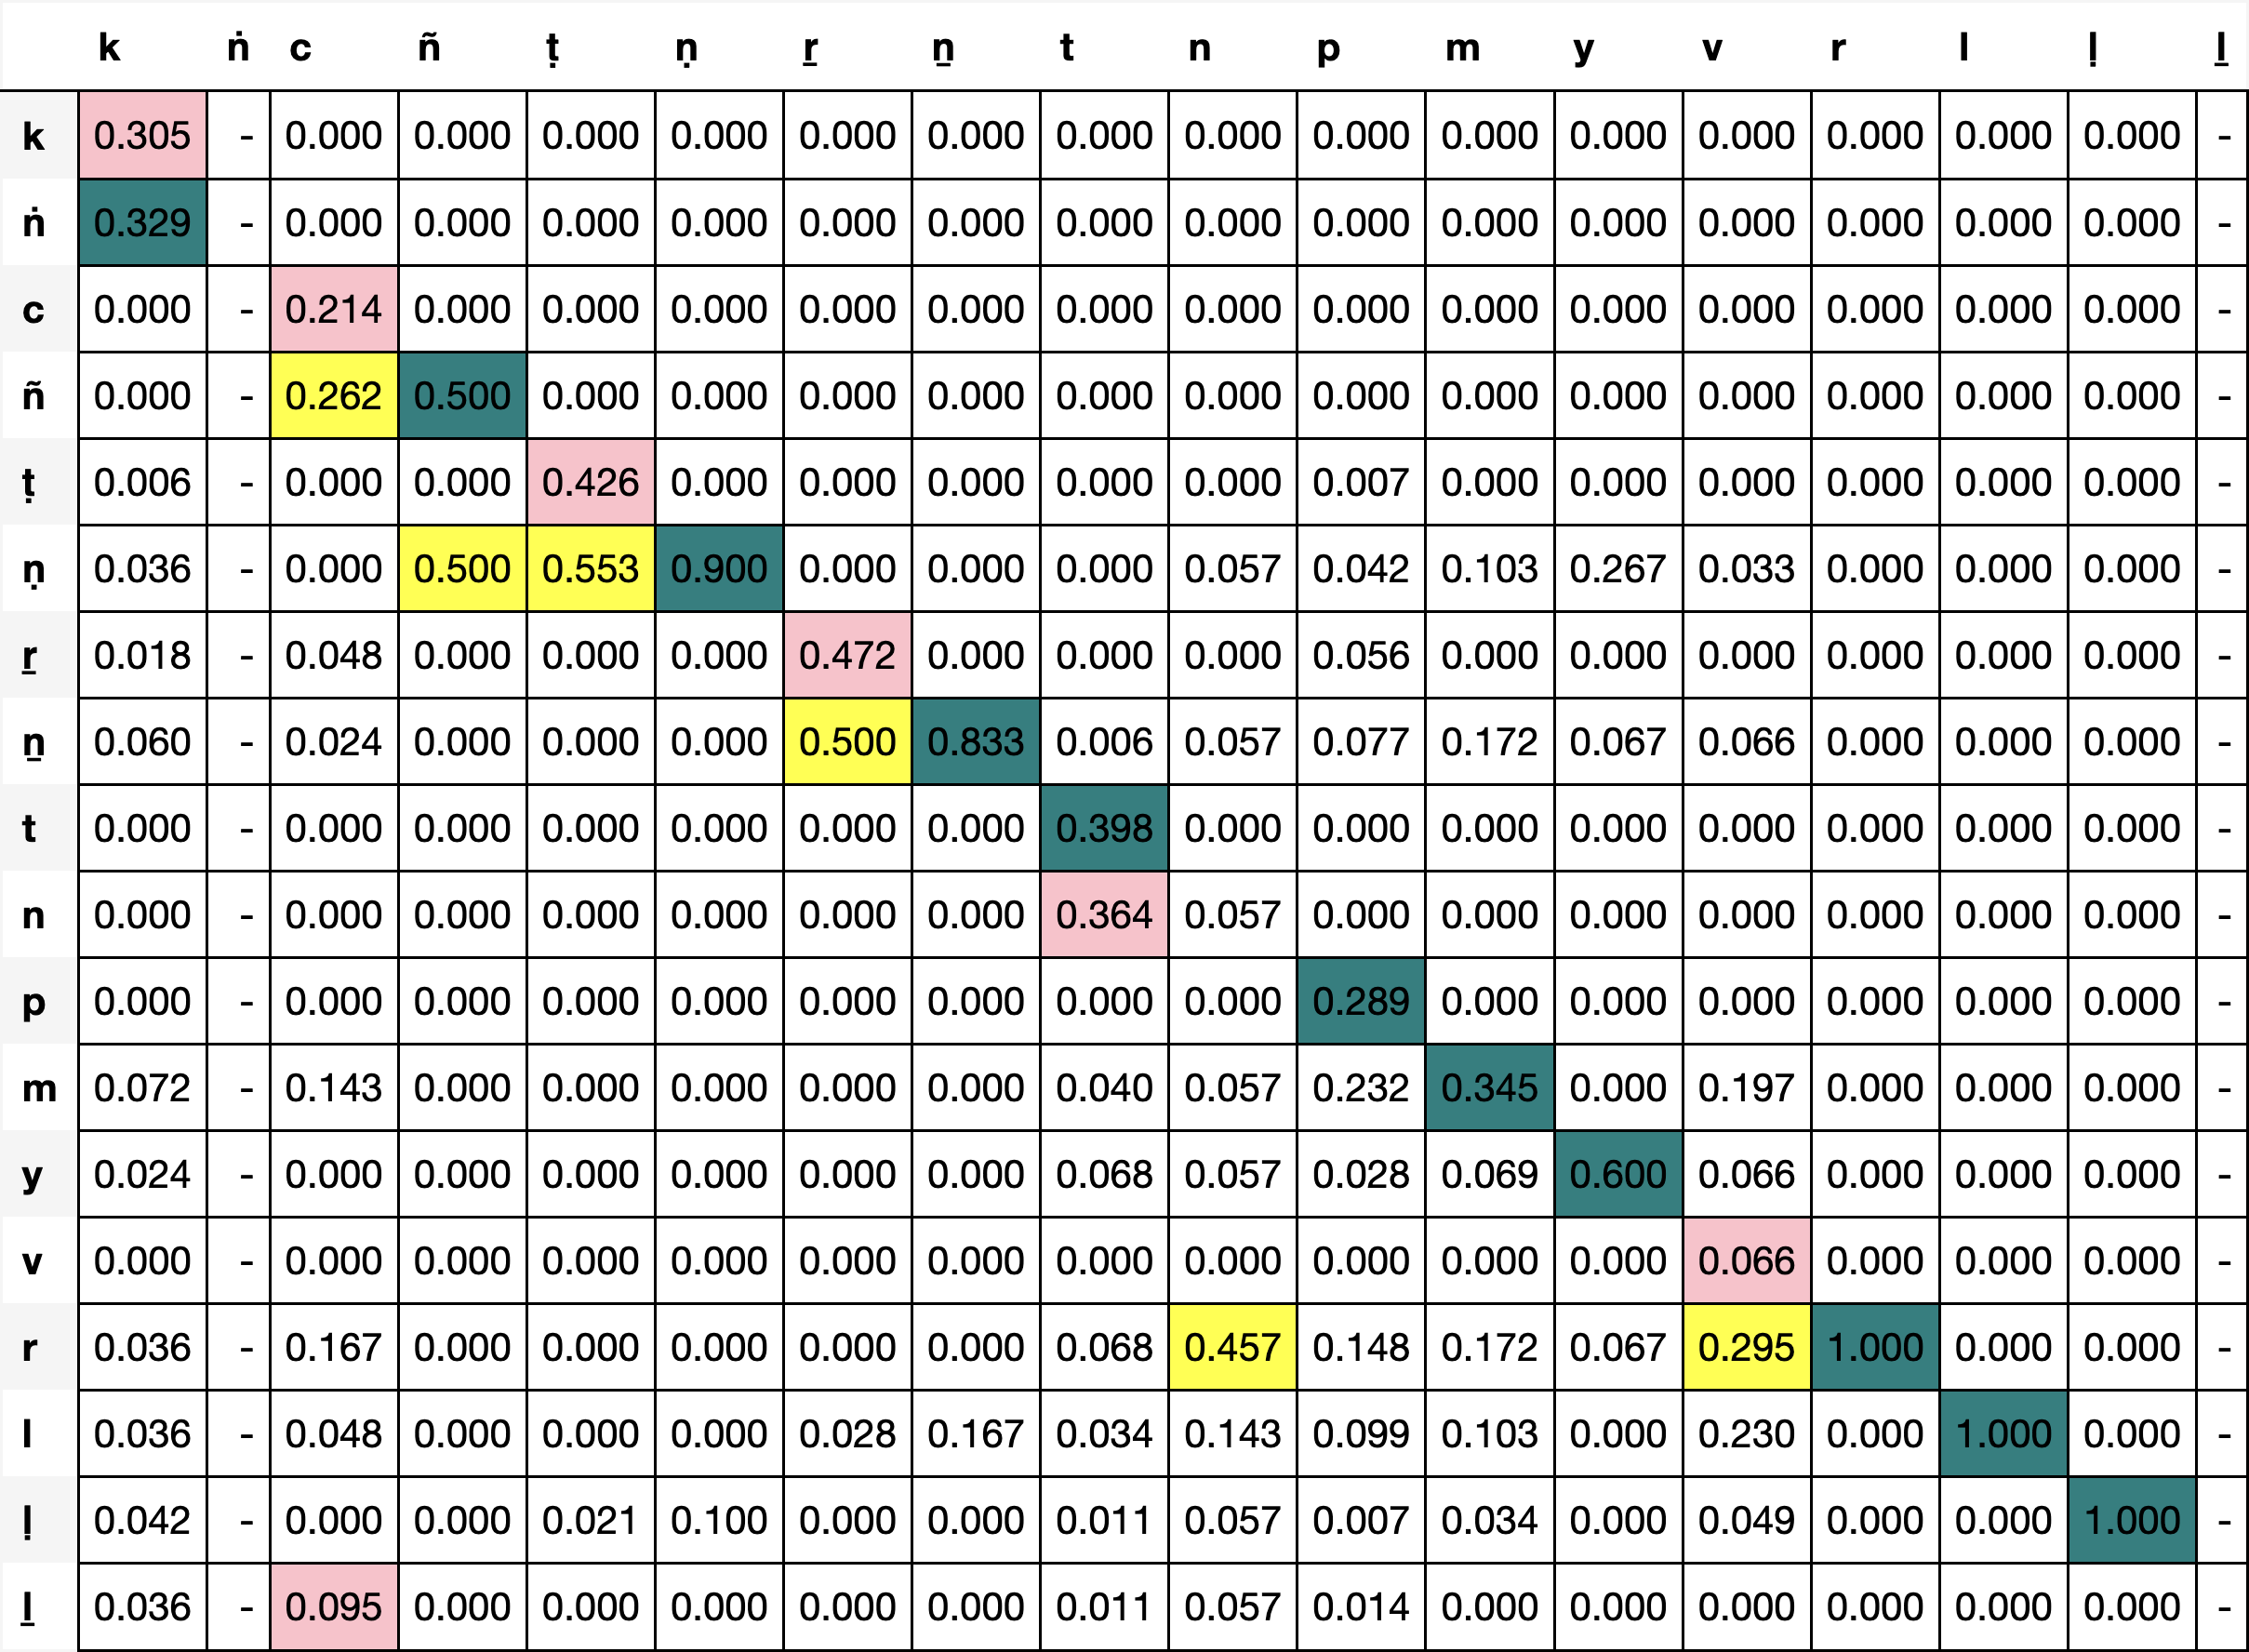 k ṅ c ñ ṭ ṇ ṟ ṉ t n p m y v r l ḷ ḻ
k 0.305 - 0.000 0.000 0.000 0.000 0.000 0.000 0.000 0.000 0.000 0.000 0.000 0.000 0.000 0.000 0.000 -
ṅ 0.329 - 0.000 0.000 0.000 0.000 0.000 0.000 0.000 0.000 0.000 0.000 0.000 0.000 0.000 0.000 0.000 -
c 0.000 - 0.214 0.000 0.000 0.000 0.000 0.000 0.000 0.000 0.000 0.000 0.000 0.000 0.000 0.000 0.000 -
ñ 0.000 - 0.262 0.500 0.000 0.000 0.000 0.000 0.000 0.000 0.000 0.000 0.000 0.000 0.000 0.000 0.000 -
ṭ 0.006 - 0.000 0.000 0.426 0.000 0.000 0.000 0.000 0.000 0.007 0.000 0.000 0.000 0.000 0.000 0.000 -
ṇ 0.036 - 0.000 0.500 0.553 0.900 0.000 0.000 0.000 0.057 0.042 0.103 0.267 0.033 0.000 0.000 0.000 -
ṟ 0.018 - 0.048 0.000 0.000 0.000 0.472 0.000 0.000 0.000 0.056 0.000 0.000 0.000 0.000 0.000 0.000 -
ṉ 0.060 - 0.024 0.000 0.000 0.000 0.500 0.833 0.006 0.057 0.077 0.172 0.067 0.066 0.000 0.000 0.000 -
t 0.000 - 0.000 0.000 0.000 0.000 0.000 0.000 0.398 0.000 0.000 0.000 0.000 0.000 0.000 0.000 0.000 -
n 0.000 - 0.000 0.000 0.000 0.000 0.000 0.000 0.364 0.057 0.000 0.000 0.000 0.000 0.000 0.000 0.000 -
p 0.000 - 0.000 0.000 0.000 0.000 0.000 0.000 0.000 0.000 0.289 0.000 0.000 0.000 0.000 0.000 0.000 -
m 0.072 - 0.143 0.000 0.000 0.000 0.000 0.000 0.040 0.057 0.232 0.345 0.000 0.197 0.000 0.000 0.000 -
y 0.024 - 0.000 0.000 0.000 0.000 0.000 0.000 0.068 0.057 0.028 0.069 0.600 0.066 0.000 0.000 0.000 -
v 0.000 - 0.000 0.000 0.000 0.000 0.000 0.000 0.000 0.000 0.000 0.000 0.000 0.066 0.000 0.000 0.000 -
r 0.036 - 0.167 0.000 0.000 0.000 0.000 0.000 0.068 0.457 0.148 0.172 0.067 0.295 1.000 0.000 0.000 -
l 0.036 - 0.048 0.000 0.000 0.000 0.028 0.167 0.034 0.143 0.099 0.103 0.000 0.230 0.000 1.000 0.000 -
ḷ 0.042 - 0.000 0.000 0.021 0.100 0.000 0.000 0.011 0.057 0.007 0.034 0.000 0.049 0.000 0.000 1.000 -
ḻ 0.036 - 0.095 0.000 0.000 0.000 0.000 0.000 0.011 0.057 0.014 0.000 0.000 0.000 0.000 0.000 0.000 -